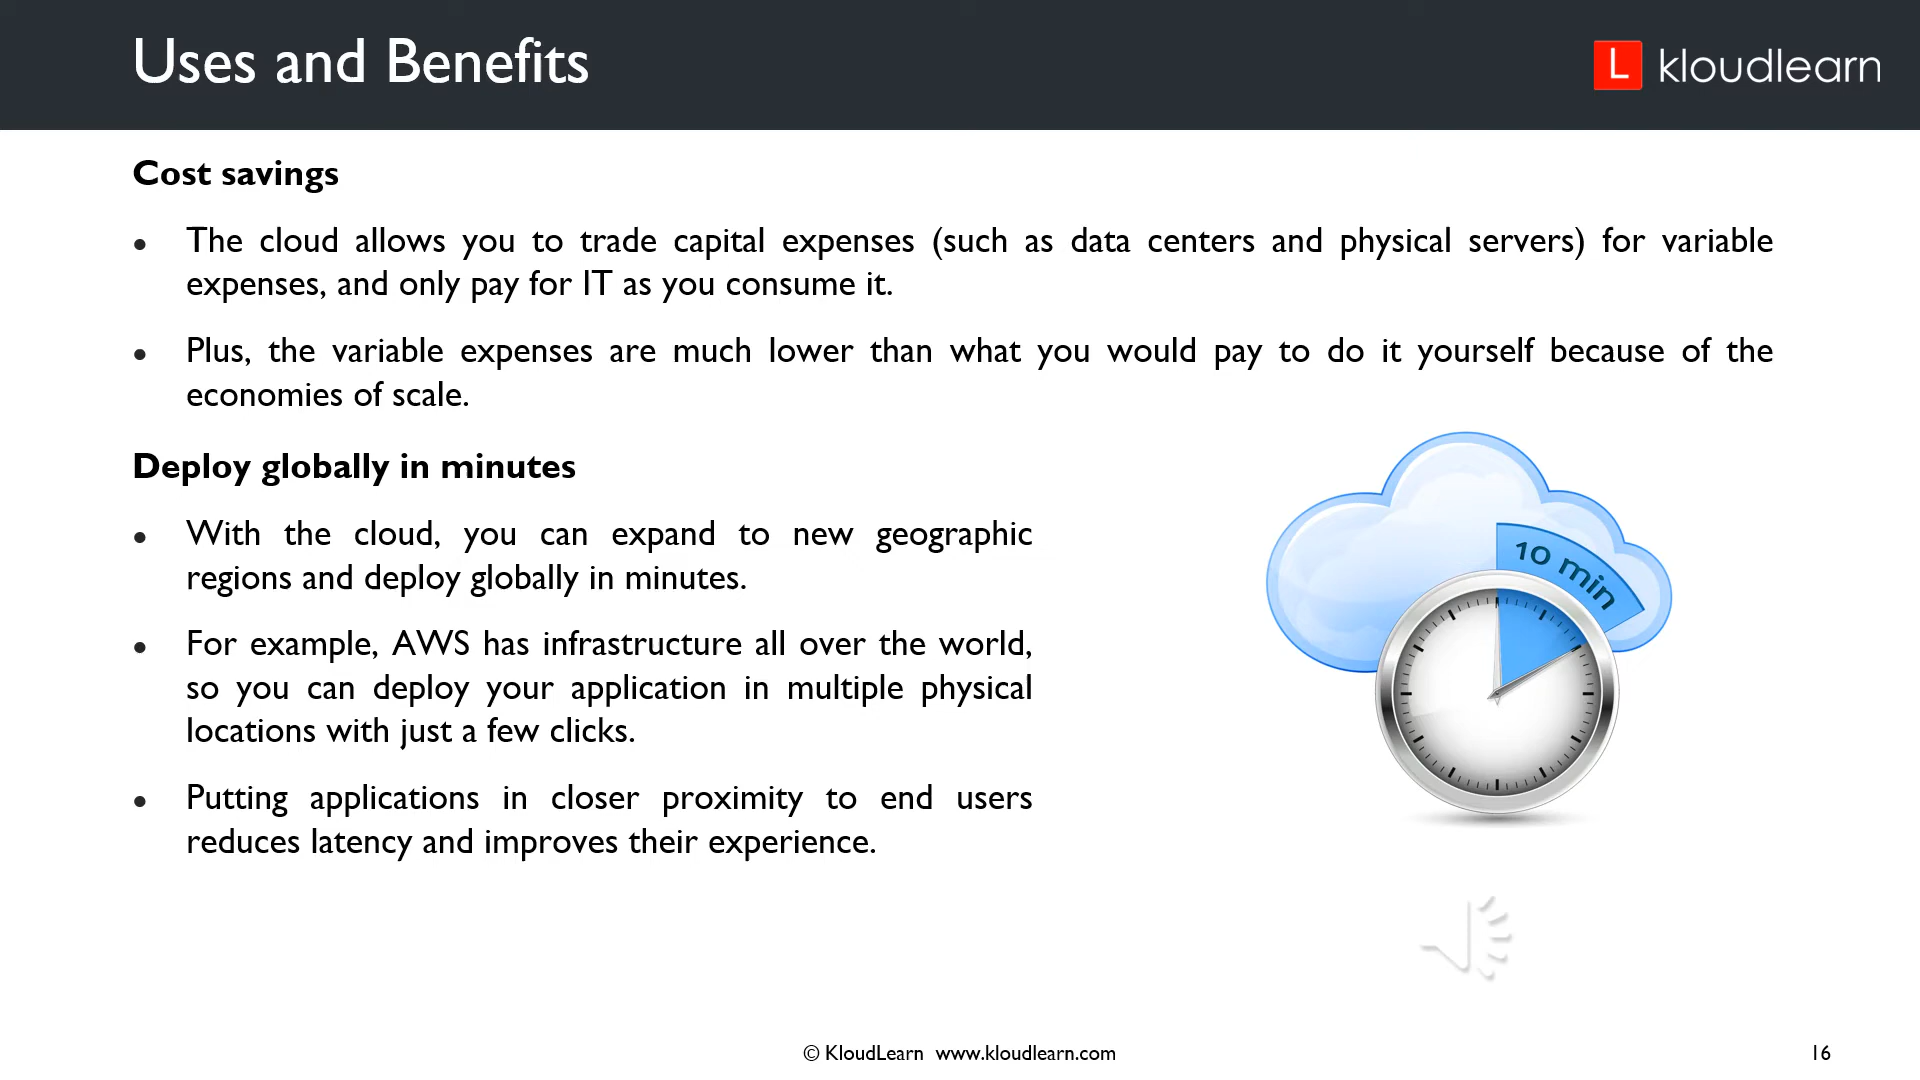 Uses and Benefits
L kloudlearn
Cost savings
● The cloud allows you to trade capital expenses (such as data centers and physical servers) for variable
expenses, and only pay for IT as you consume it.
● Plus, the variable expenses are much lower than what you would pay to do it yourself because of the
economies of scale.
Deploy globally in minutes
● With the cloud, you can expand to new geographic
regions and deploy globally in minutes.
● For example, AWS has infrastructure all over the world,
so you can deploy your application in multiple physical
locations with just a few clicks.
● Putting applications in closer proximity to end users
reduces latency and improves their experience.
10 min
© KloudLearn www.kloudlearn.com
16